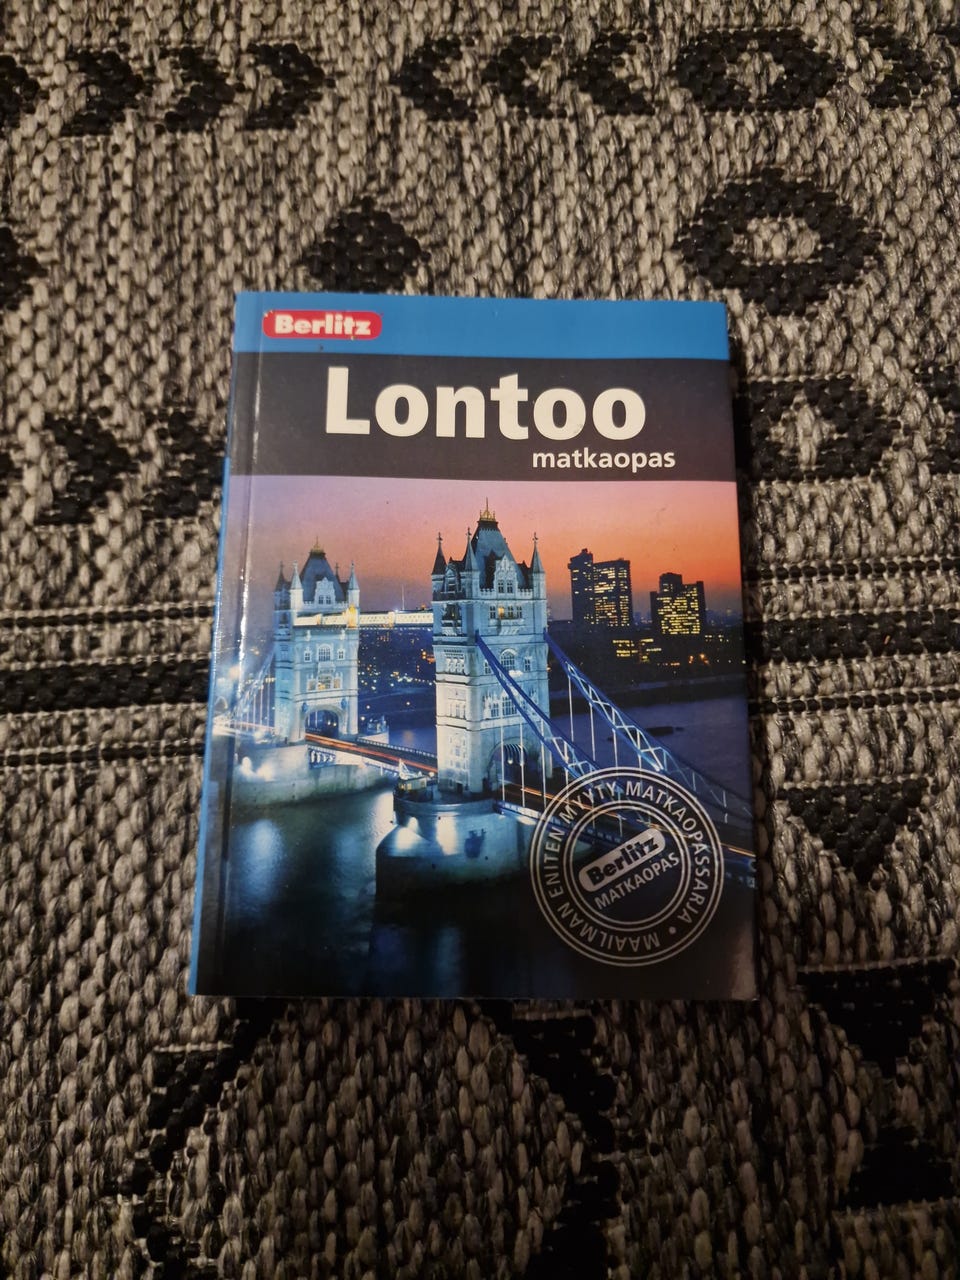 Berlitz
Lontoo
matkaopas
MAAILMAN ENITEN MYYTY MATKAOPASSARJA •
Berlitz
MATKAOPAS